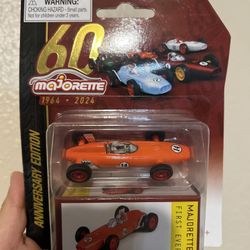 WARNING:
CHOKING HAZARD - Small parts.
Not for children under 3 years.
60
majorette
1964 - 2024
ANNIVERSARY EDITION
MAJORETTE
FIRST EVE